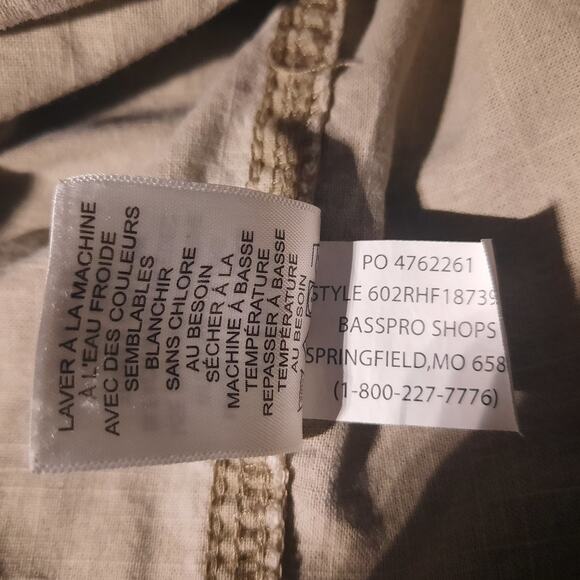 LAVER À LA MACHINE
À L'EAU FROIDE
AVEC DES COULEURS
SEMBLABLES
BLANCHIR
SANS CHLORE
AU BESOIN
SÉCHER À LA
MACHINE À BASSE
TEMPÉRATURE
REPASSER À BASSE
TEMPÉRATURE
AU BESOIN
PO 4762261
STYLE 602RHF18739
BASSPRO SHOPS
SPRINGFIELD,MO 658
(1-800-227-7776)